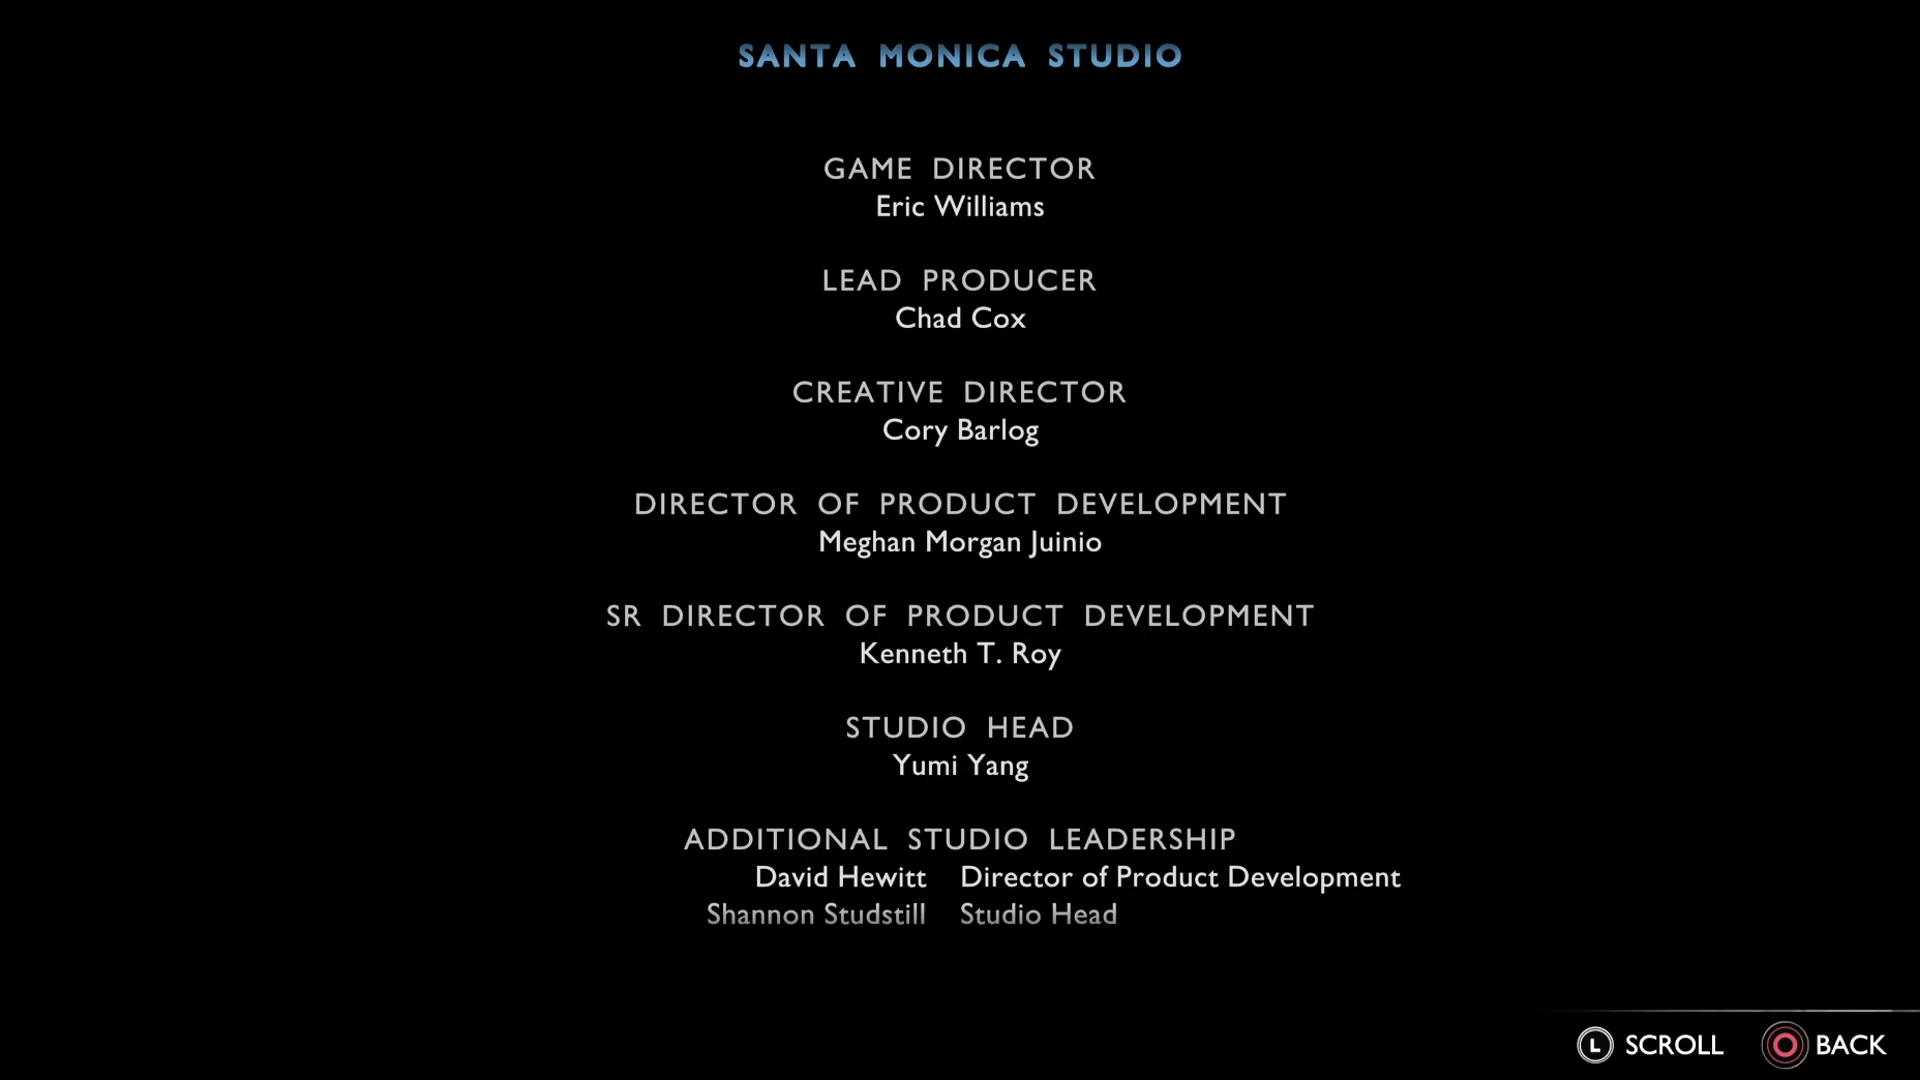 SANTA MONICA STUDIO
GAME DIRECTOR
Eric Williams
LEAD PRODUCER
Chad Cox
CREATIVE DIRECTOR
Cory Barlog
DIRECTOR OF PRODUCT DEVELOPMENT
Meghan Morgan Juinio
SR DIRECTOR OF PRODUCT DEVELOPMENT
Kenneth T. Roy
STUDIO HEAD
Yumi Yang
ADDITIONAL STUDIO LEADERSHIP
David Hewitt Director of Product Development
Shannon Studstill Studio Head
L SCROLL BACK